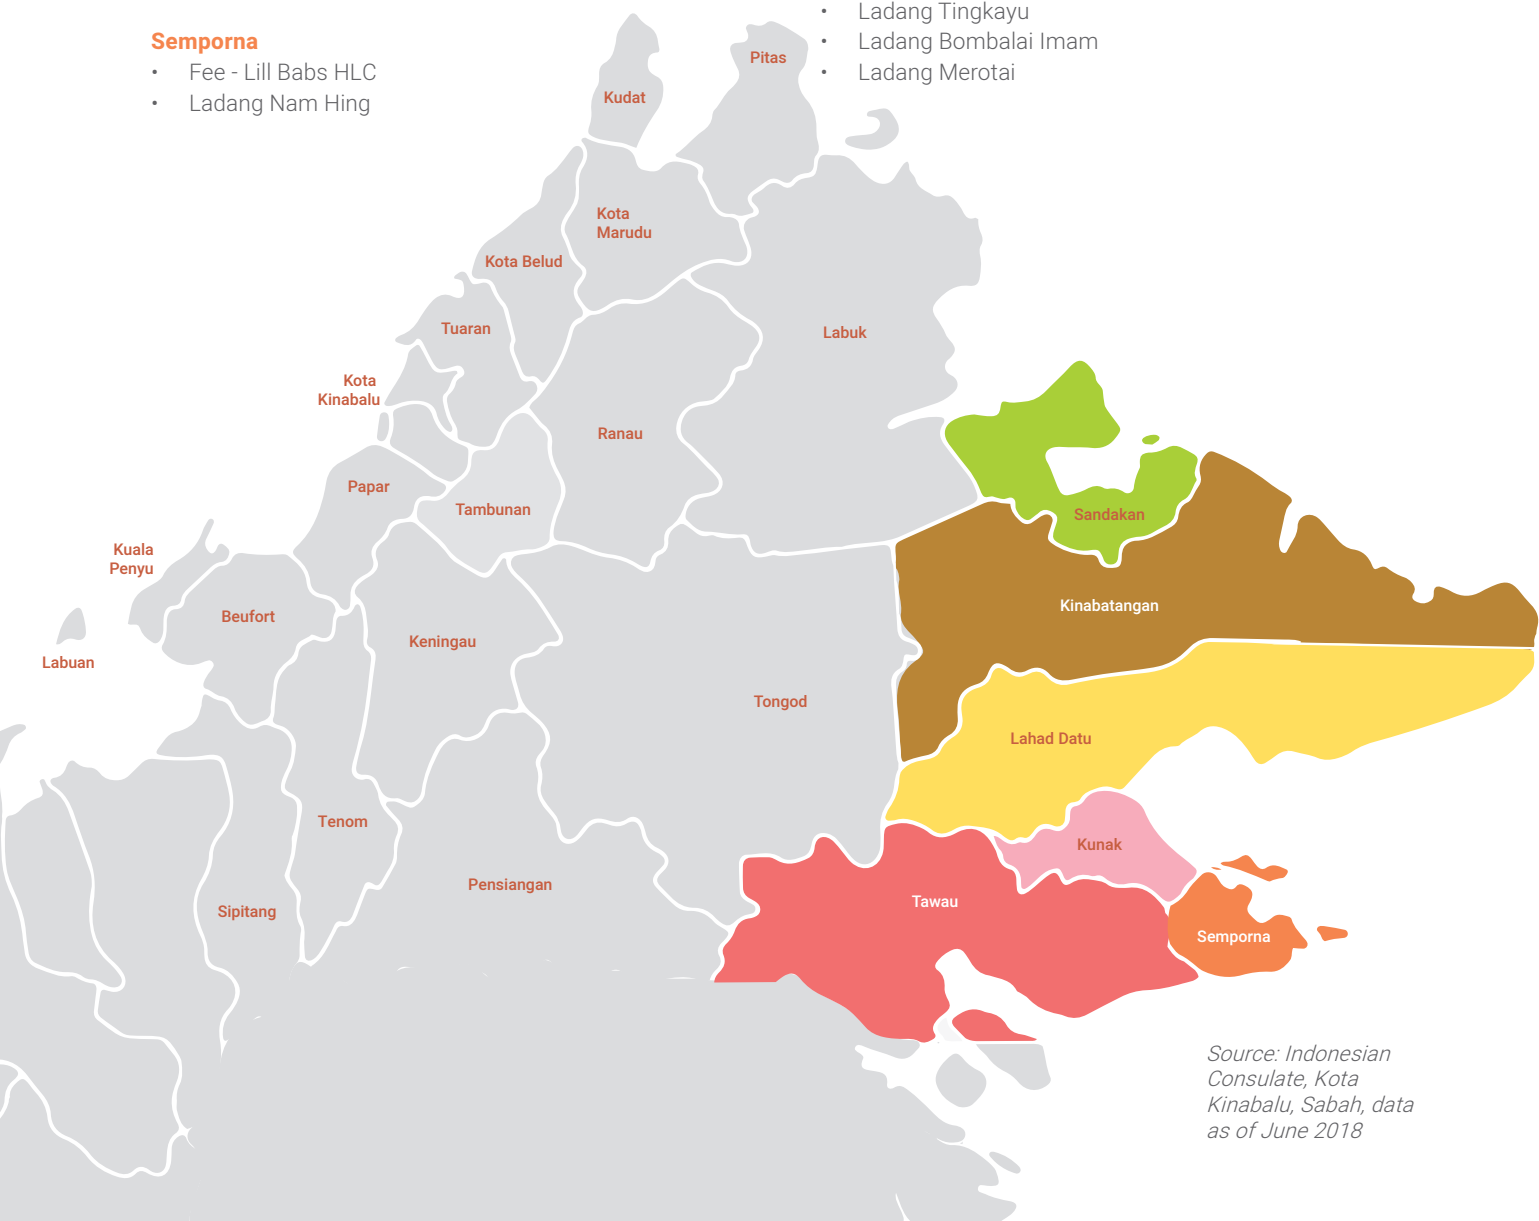 Semporna
• Fee - Lill Babs HLC
• Ladang Nam Hing
• Ladang Tingkayu
• Ladang Bombalai Imam
• Ladang Merotai
Pitas
Kudat
Kota
Marudu
Kota Belud
Tuaran
Labuk
Kota
Kinabalu
Ranau
Papar
Tambunan
Sandakan
Kuala
Penyu
Beufort
Kinabatangan
Keningau
Labuan
Tongod
Lahad Datu
Tenom
Kunak
Pensiangan
Tawau
Sipitang
Semporna
Source: Indonesian
Consulate, Kota
Kinabalu, Sabah, data
as of June 2018